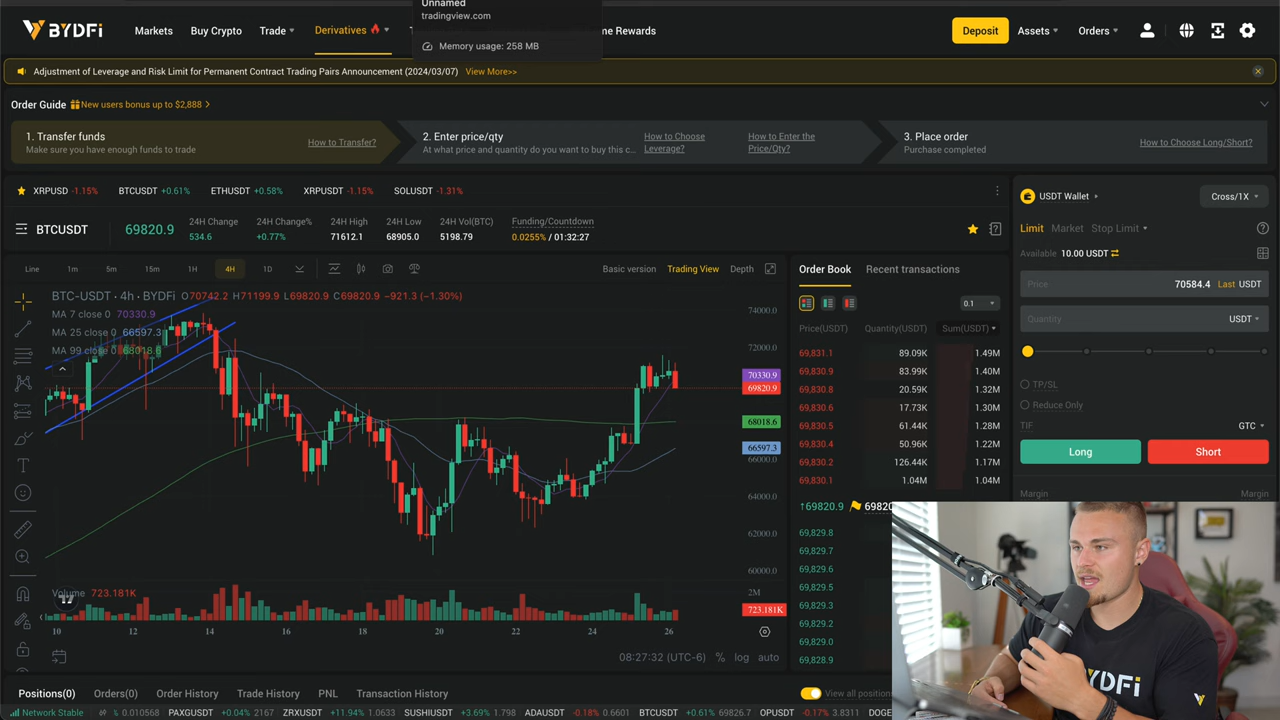 Unnamed
tradingview.com
Memory usage: 258 MB
BYDFi
Markets
Buy Crypto
Trade
Derivatives
me Rewards
Deposit
Assets
Orders
Adjustment of Leverage and Risk Limit for Permanent Contract Trading Pairs Announcement (2024/03/07) View More>>
Order Guide New users bonus up to $2,888
1. Transfer funds
Make sure you have enough funds to trade
How to Transfer?
2. Enter price/qty
At what price and quantity do you want to buy this c...
How to Choose
Leverage?
How to Enter the
Price/Qty?
3. Place order
Purchase completed
How to Choose Long/Short?
XRPUSD -1.15% BTCUSDT +0.61% ETHUSDT +0.58% XRPUSDT -1.15% SOLUSDT -1.31%
BTCUSDT
69820.9
24H Change
534.6
24H Change%
+0.77%
24H High
71612.1
24H Low
68905.0
24H Vol(BTC)
5198.79
Funding/Countdown
0.0255% / 01:32:27
Line 1m 5m 15m 1H 4H 1D
Basic version Trading View Depth
BTC-USDT · 4h · BYDFi O70742.2 H71199.9 L69820.9 C69820.9 -921.3 (-1.30%)
MA 7 close 0 70330.9
MA 25 close 0 66597.3
MA 99 close 0 68018.6
74000.0
72000.0
70330.9
69820.9
68018.6
66597.3
66000.0
64000.0
62000.0
60000.0
Volume 723.181K
2M
723.181K
10 12 14 16 18 20 22 24 26
08:27:32 (UTC-6) % log auto
Order Book Recent transactions
0.1
Price(USDT) Quantity(USDT) Sum(USDT)
69,831.1 89.09K 1.49M
69,830.9 83.99K 1.40M
69,830.8 20.59K 1.32M
69,830.6 17.73K 1.30M
69,830.5 61.44K 1.28M
69,830.4 50.96K 1.22M
69,830.2 126.44K 1.17M
69,830.1 1.04M 1.04M
↑69820.9 69820
69,829.8
69,829.7
69,829.6
69,829.5
69,829.3
69,829.2
69,829.0
69,828.9
USDT Wallet
Cross/1X
Limit Market Stop Limit
Available 10.00 USDT
Price 70584.4 Last USDT
Quantity USDT
TP/SL
Reduce Only
TIF GTC
Long Short
Margin Margin
BYDFi
Positions(0) Orders(0) Order History Trade History PNL Transaction History
View all positions
Network Stable
% 0.010568 PAXGUSDT +0.04% 2167 ZRXUSDT +11.94% 1.0633 SUSHIUSDT +3.69% 1.798 ADAUSDT -0.18% 0.6601 BTCUSDT +0.61% 69826.7 OPUSDT -0.17% 3.8311 DOGE